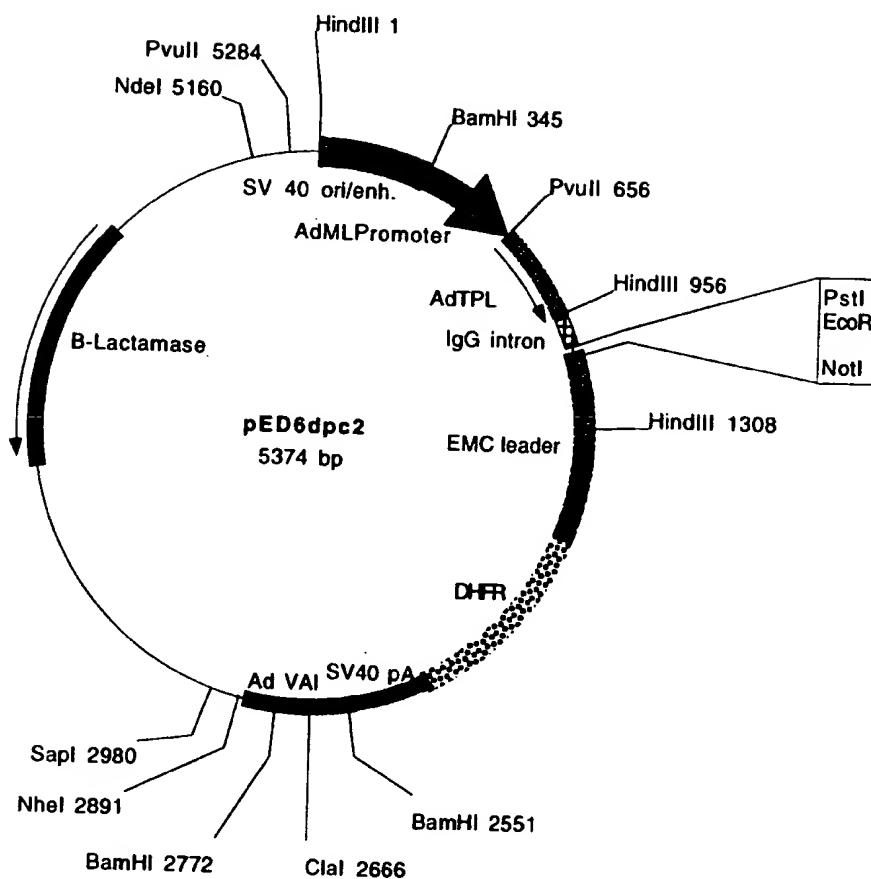 HindIII 1
PvuII 5284
NdeI 5160
BamHI 345
SV 40 ori/enh.
PvuII 656
AdMLPromoter
HindIII 956
AdTPL
PstI
EcoR
IgG intron
NotI
B-Lactamase
pED6dpc2
5374 bp
HindIII 1308
EMC leader
DHFR
SV40 pA
Ad VAI
SapI 2980
NheI 2891
BamHI 2551
BamHI 2772
ClaI 2666